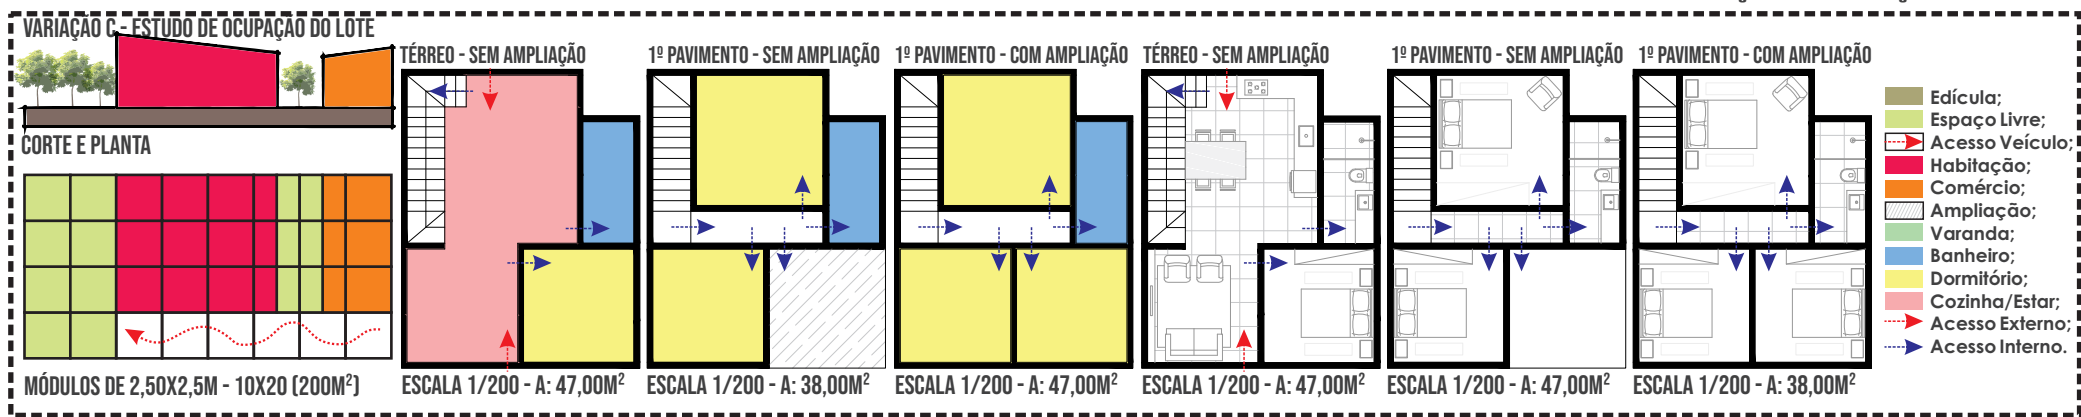 VARIAÇÃO C - ESTUDO DE OCUPAÇÃO DO LOTE
CORTE E PLANTA
MÓDULOS DE 2,50X2,5M - 10X20 (200M²)
TÉRREO - SEM AMPLIAÇÃO
ESCALA 1/200 - A: 47,00M²
1º PAVIMENTO - SEM AMPLIAÇÃO
ESCALA 1/200 - A: 38,00M²
1º PAVIMENTO - COM AMPLIAÇÃO
ESCALA 1/200 - A: 47,00M²
TÉRREO - SEM AMPLIAÇÃO
ESCALA 1/200 - A: 47,00M²
1º PAVIMENTO - SEM AMPLIAÇÃO
ESCALA 1/200 - A: 47,00M²
1º PAVIMENTO - COM AMPLIAÇÃO
ESCALA 1/200 - A: 38,00M²
Edícula;
Espaço Livre;
Acesso Veículo;
Habitação;
Comércio;
Ampliação;
Varanda;
Banheiro;
Dormitório;
Cozinha/Estar;
Acesso Externo;
Acesso Interno.